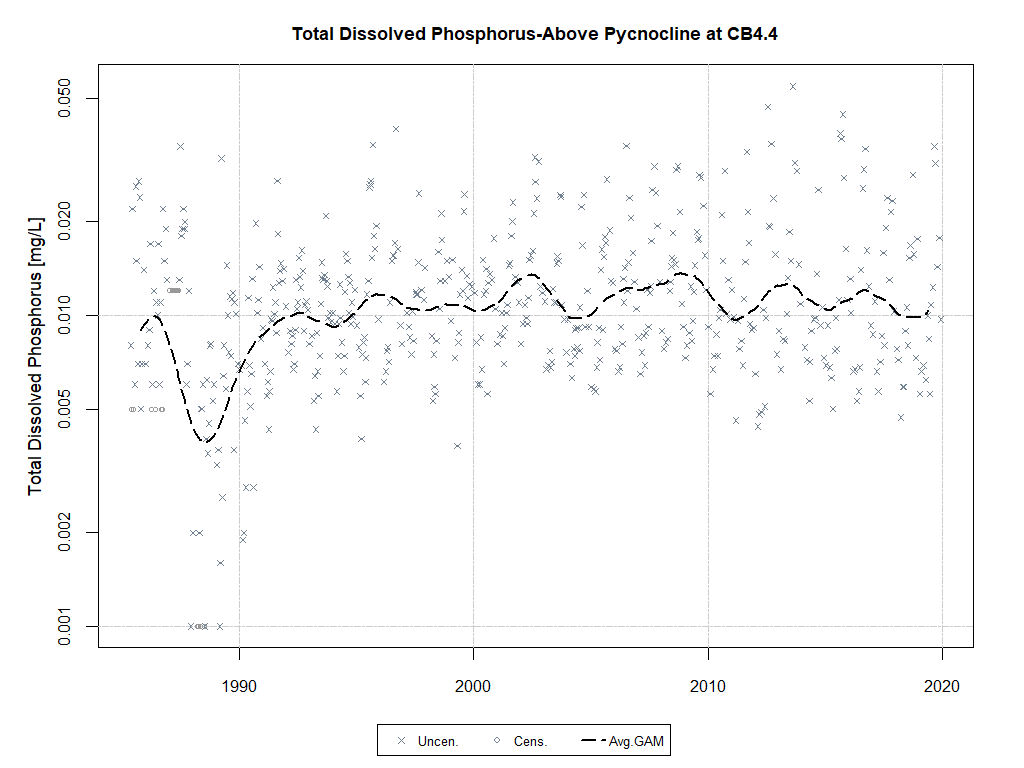 Total Dissolved Phosphorus-Above Pycnocline at CB4.4
Total Dissolved Phosphorus [mg/L]
0.050
0.020
0.010
0.005
0.002
0.001
1990 2000 2010 2020
Uncen. Cens. Avg.GAM